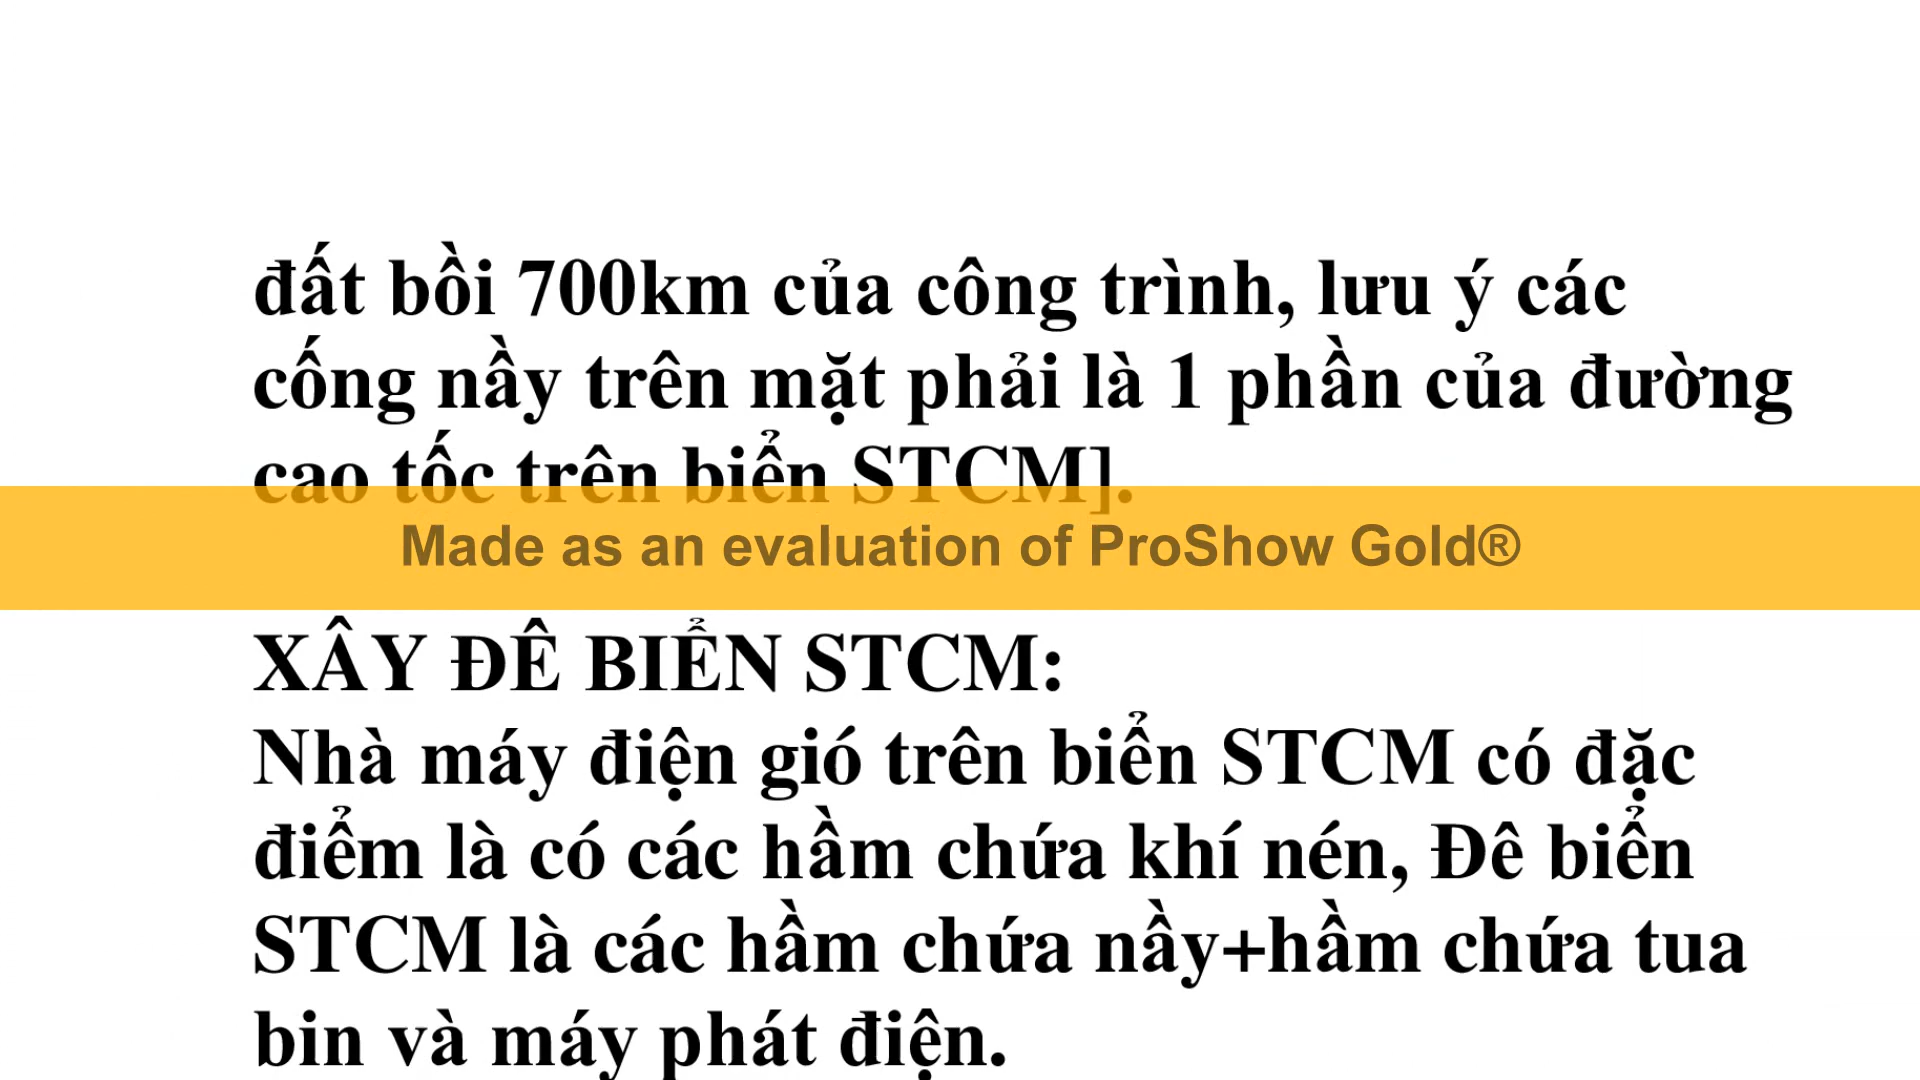 đất bồi 700km của công trình, lưu ý các
cống nầy trên mặt phải là 1 phần của đường
cao tốc trên biển STCM].
Made as an evaluation of ProShow Gold®
XÂY ĐÊ BIỂN STCM:
Nhà máy điện gió trên biển STCM có đặc
điểm là có các hầm chứa khí nén, Đê biển
STCM là các hầm chứa nầy+hầm chứa tua
bin và máy phát điện.